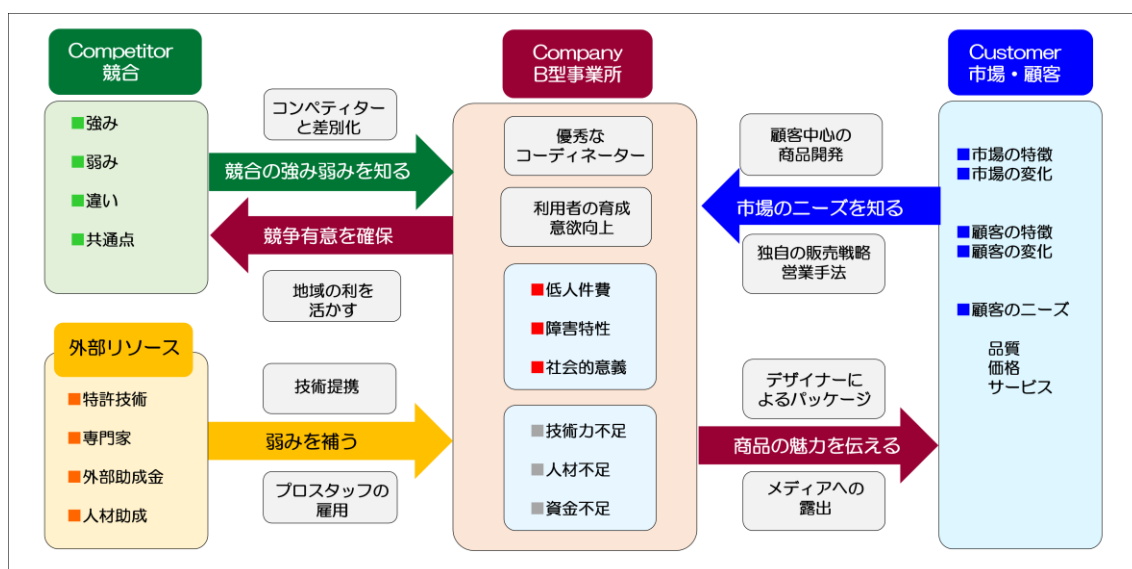 Competitor
競合
■強み
■弱み
■違い
■共通点
コンペティター
と差別化
競合の強み弱みを知る
競争有意を確保
地域の利を
活かす
外部リソース
■特許技術
■専門家
■外部助成金
■人材助成
技術提携
弱みを補う
プロスタッフの
雇用
Company
B型事業所
優秀な
コーディネーター
利用者の育成
意欲向上
■低人件費
■障害特性
■社会的意義
■技術力不足
■人材不足
■資金不足
顧客中心の
商品開発
市場のニーズを知る
独自の販売戦略
営業手法
デザイナーに
よるパッケージ
商品の魅力を伝える
メディアへの
露出
Customer
市場・顧客
■市場の特徴
■市場の変化
■顧客の特徴
■顧客の変化
■顧客のニーズ
品質
価格
サービス